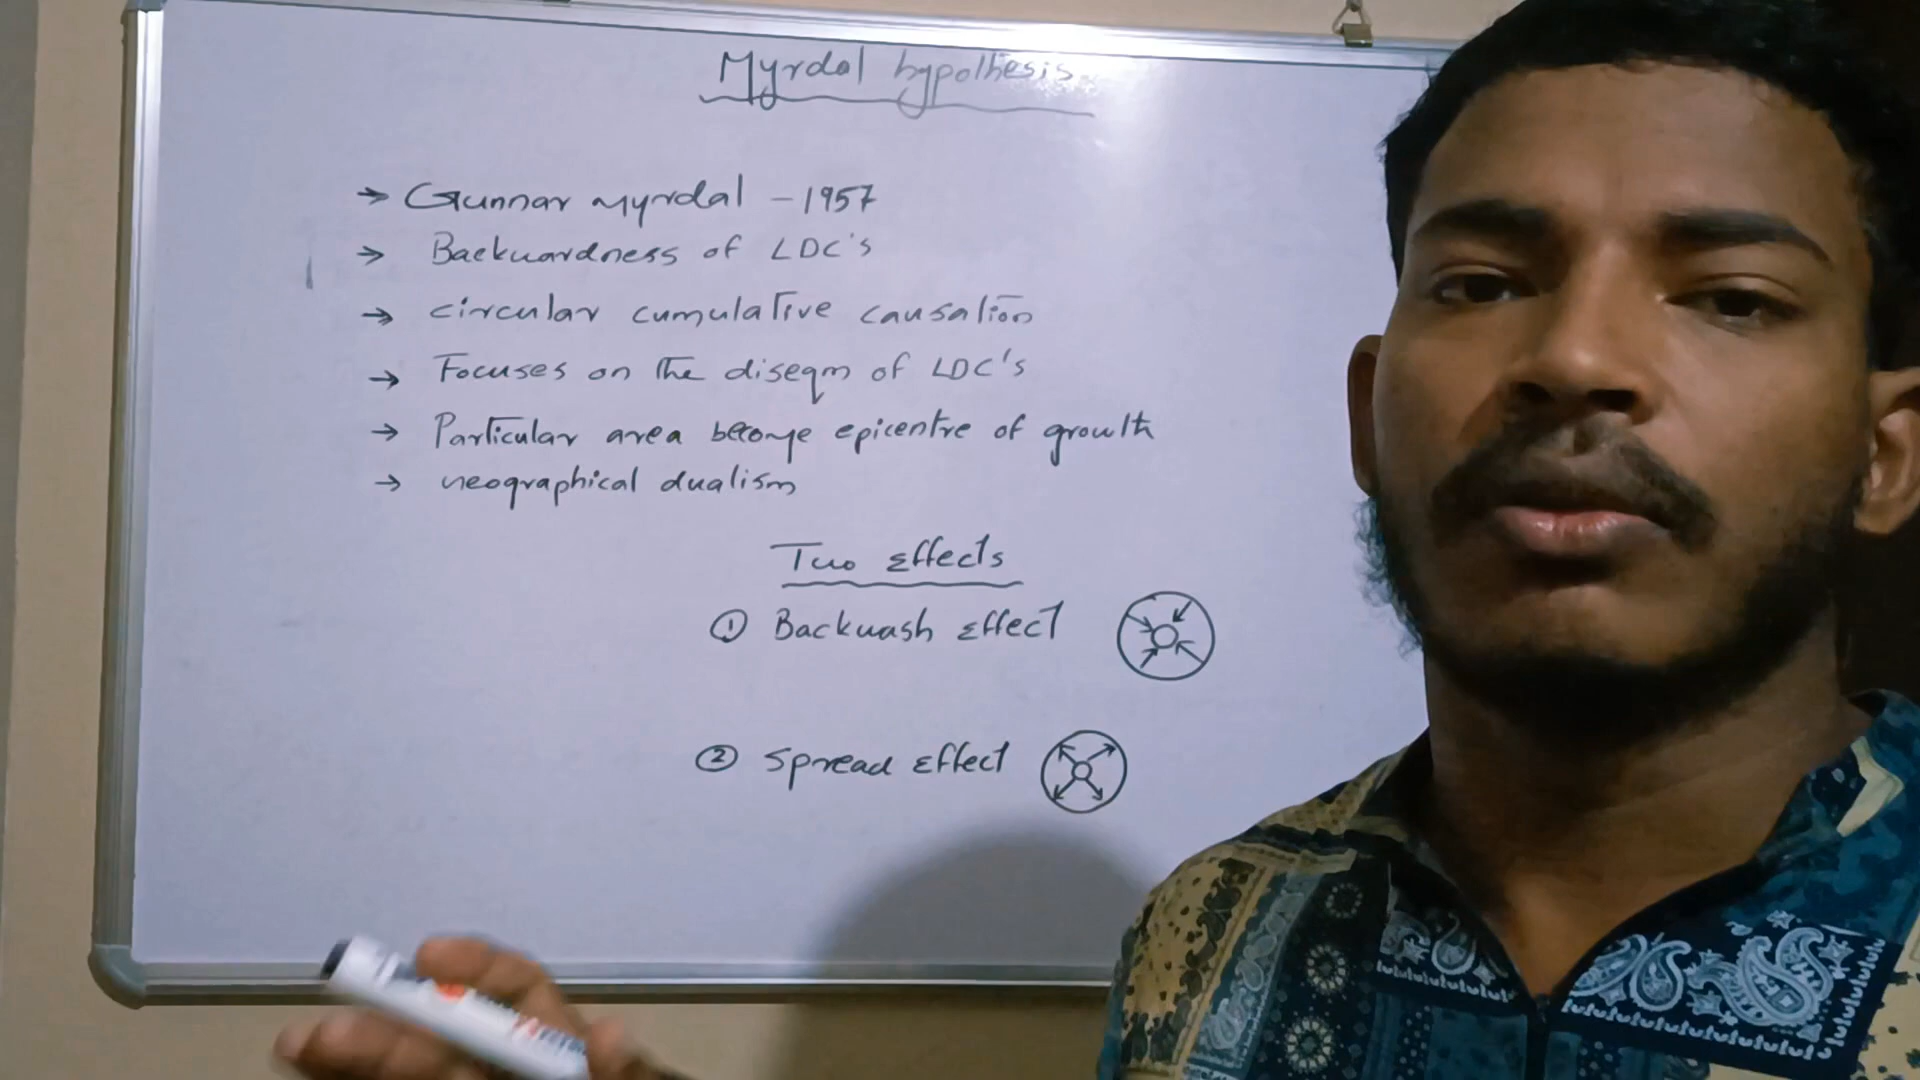 Myrdal hypothesis
→ Gunnar Myrdal - 1957
→ Backwardness of LDC's
→ circular cumulative causation
→ Focuses on the diseqm of LDC's
→ Particular area become epicentre of growth
→ neographical dualism
Two Effects
① Backwash Effect
② Spread Effect